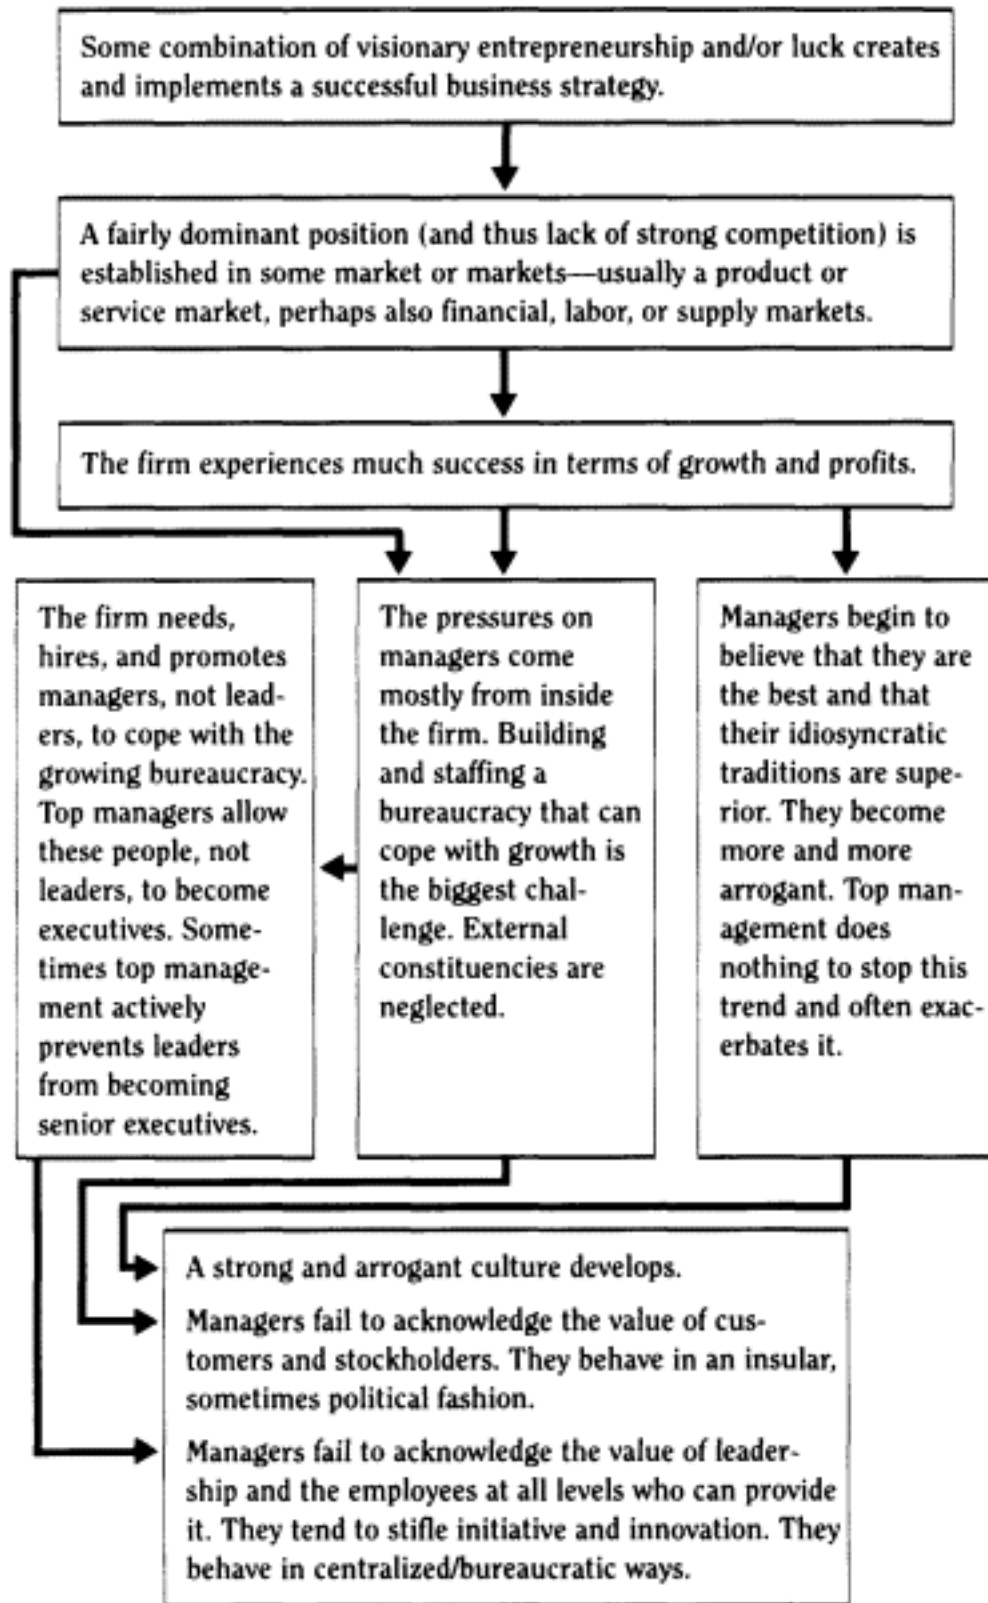 Some combination of visionary entrepreneurship and/or luck creates
and implements a successful business strategy.
A fairly dominant position (and thus lack of strong competition) is
established in some market or markets—usually a product or
service market, perhaps also financial, labor, or supply markets.
The firm experiences much success in terms of growth and profits.
The firm needs,
hires, and promotes
managers, not lead-
ers, to cope with the
growing bureaucracy.
Top managers allow
these people, not
leaders, to become
executives. Some-
times top manage-
ment actively
prevents leaders
from becoming
senior executives.
The pressures on
managers come
mostly from inside
the firm. Building
and staffing a
bureaucracy that can
cope with growth is
the biggest chal-
lenge. External
constituencies are
neglected.
Managers begin to
believe that they are
the best and that
their idiosyncratic
traditions are supe-
rior. They become
more and more
arrogant. Top man-
agement does
nothing to stop this
trend and often exac-
erbates it.
A strong and arrogant culture develops.
Managers fail to acknowledge the value of cus-
tomers and stockholders. They behave in an insular,
sometimes political fashion.
Managers fail to acknowledge the value of leader-
ship and the employees at all levels who can provide
it. They tend to stifle initiative and innovation. They
behave in centralized/bureaucratic ways.